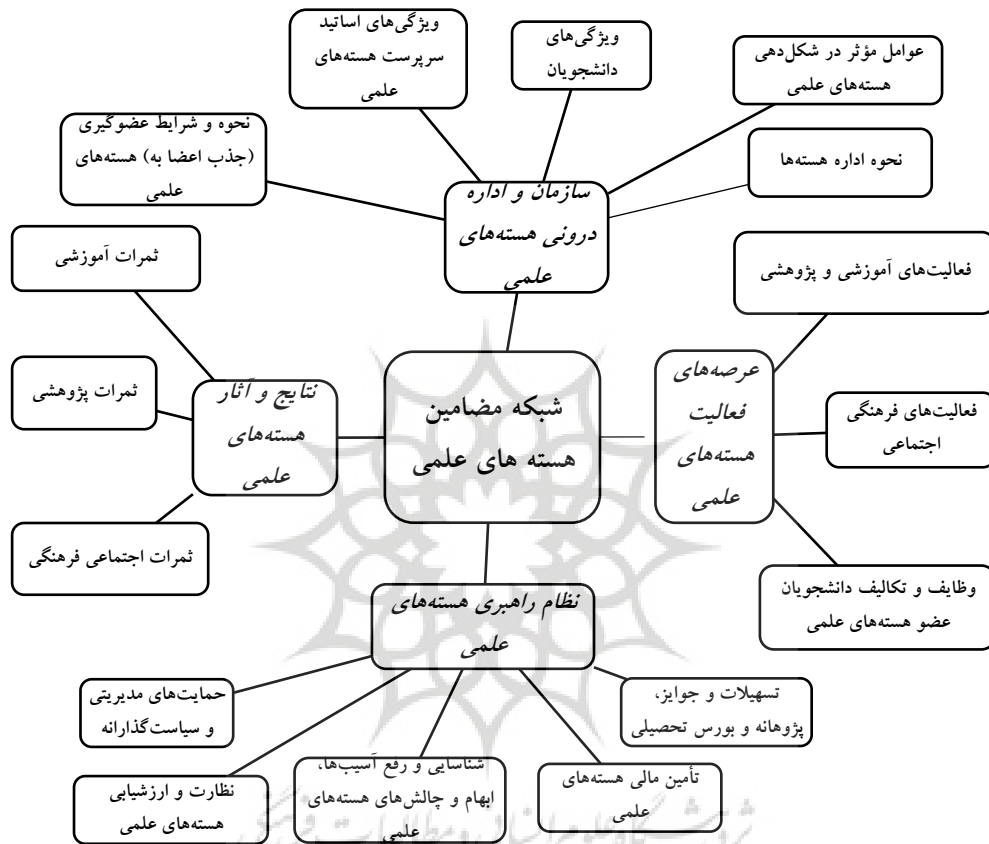 عوامل مؤثر در شکل‌دهی
هسته‌های علمی
ویژگی‌های
دانشجویان
ویژگی‌های اساتید
سرپرست هسته‌های
علمی
نحوه و شرایط عضوگیری
(جذب اعضا به) هسته‌های
علمی
نحوه اداره هسته‌ها
سازمان و اداره
درونی هسته‌های
علمی
فعالیت‌های آموزشی و پژوهشی
فعالیت‌های فرهنگی
اجتماعی
وظایف و تکالیف دانشجویان
عضو هسته‌های علمی
عرصه‌های
فعالیت
هسته‌های
علمی
شبکه مضامین
هسته های علمی
نتایج و آثار
هسته‌های
علمی
ثمرات آموزشی
ثمرات پژوهشی
ثمرات اجتماعی فرهنگی
نظام راهبری هسته‌های
علمی
تسهیلات و جوایز،
پژوهانه و بورس تحصیلی
تأمین مالی هسته‌های
علمی
شناسایی و رفع آسیب‌ها،
ابهام و چالش‌های هسته‌های
علمی
نظارت و ارزشیابی
هسته‌های علمی
حمایت‌های مدیریتی
و سیاست‌گذارانه
پژوهشگاه علوم انسانی و مطالعات فرهنگی